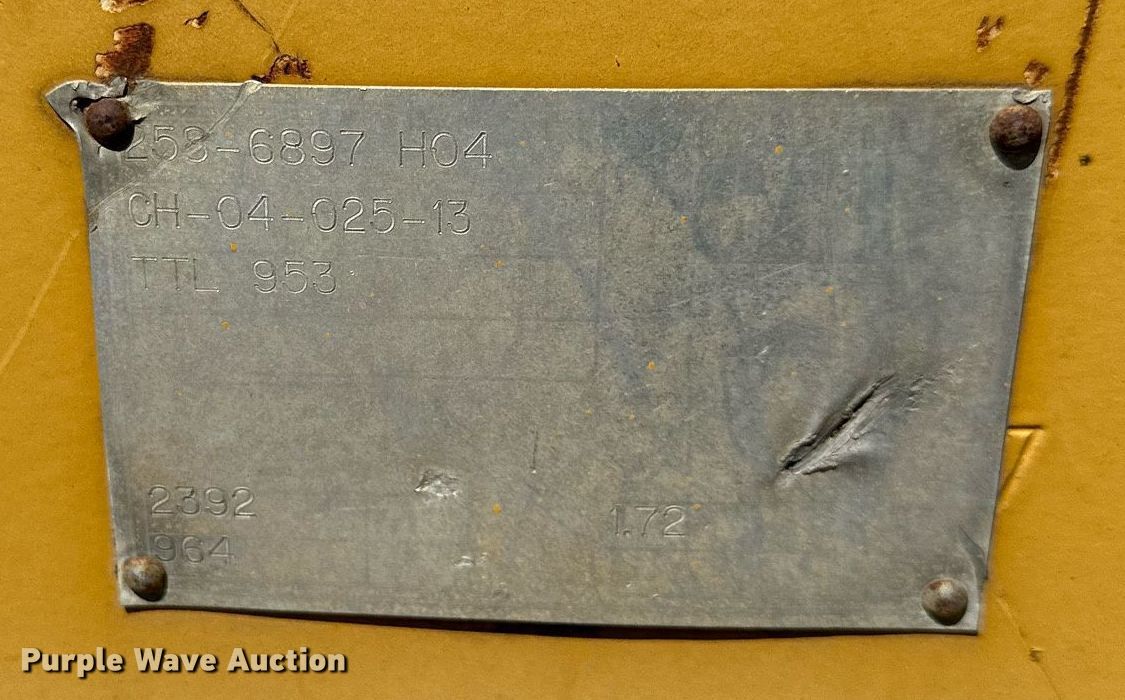 258-6897 H04
CH-04-025-13
TTL 953
2392
1.72
964
Purple Wave Auction